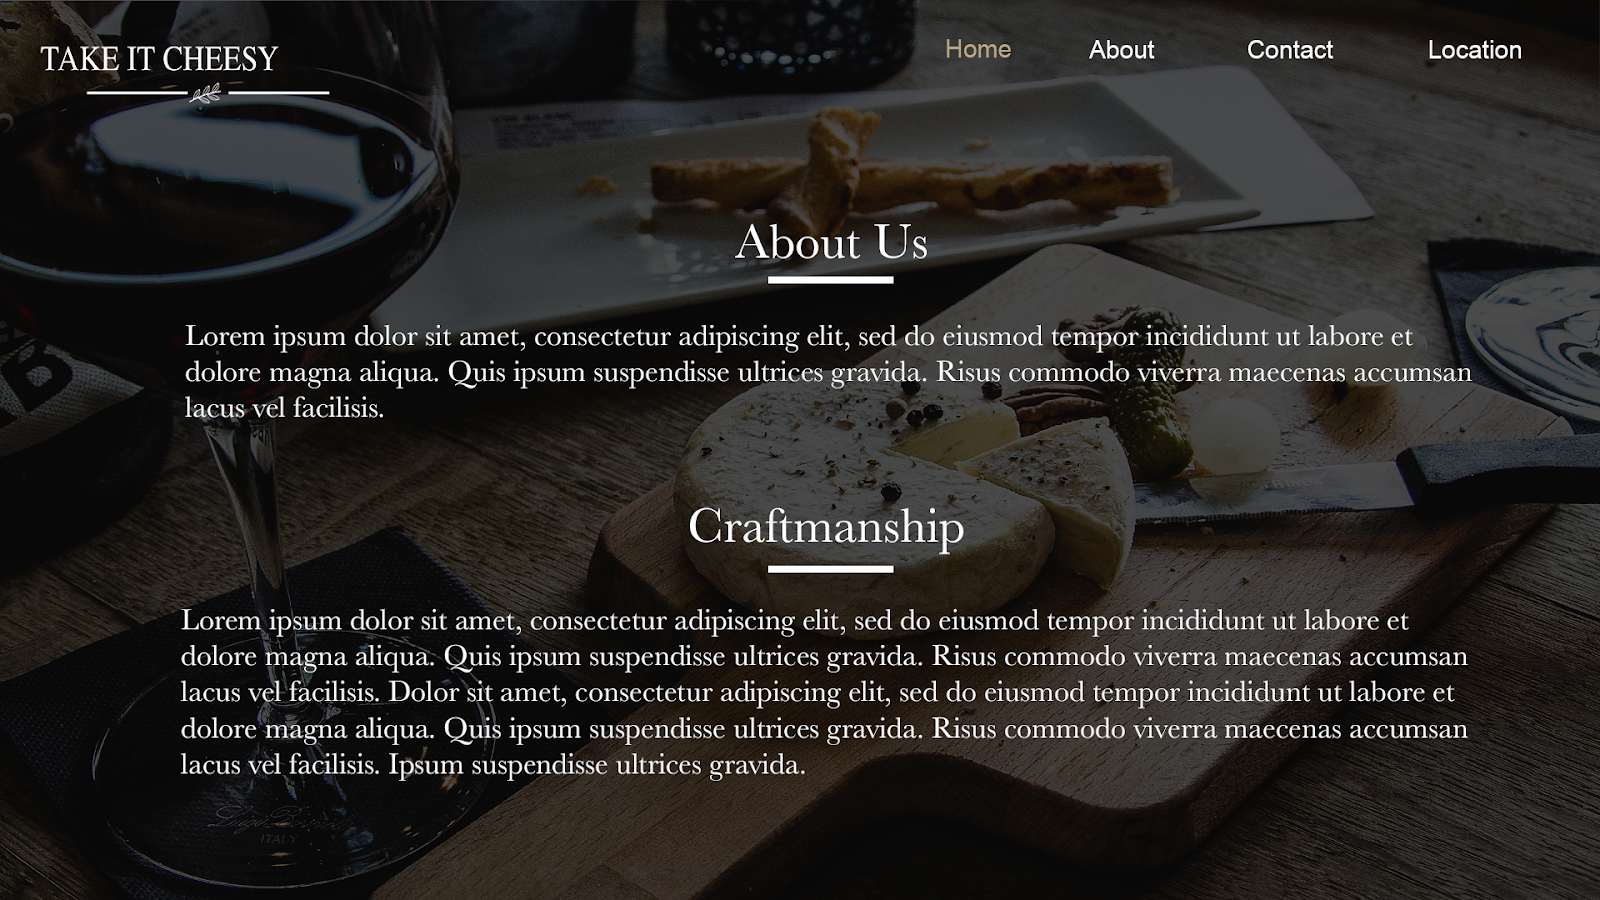 TAKE IT CHEESY
Home About Contact Location
About Us
Lorem ipsum dolor sit amet, consectetur adipiscing elit, sed do eiusmod tempor incididunt ut labore et
dolore magna aliqua. Quis ipsum suspendisse ultrices gravida. Risus commodo viverra maecenas accumsan
lacus vel facilisis.
Craftmanship
Lorem ipsum dolor sit amet, consectetur adipiscing elit, sed do eiusmod tempor incididunt ut labore et
dolore magna aliqua. Quis ipsum suspendisse ultrices gravida. Risus commodo viverra maecenas accumsan
lacus vel facilisis. Dolor sit amet, consectetur adipiscing elit, sed do eiusmod tempor incididunt ut labore et
dolore magna aliqua. Quis ipsum suspendisse ultrices gravida. Risus commodo viverra maecenas accumsan
lacus vel facilisis. Ipsum suspendisse ultrices gravida.
ITALY